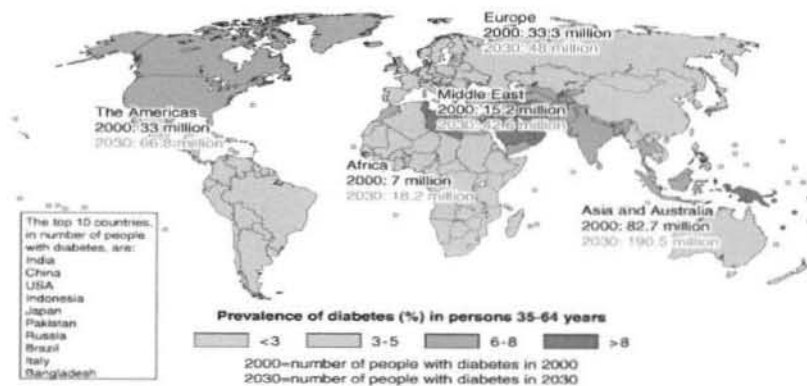 Europe
2000: 33.3 million
2030: 48 million
Middle East
2000: 15.2 million
2030: 42.6 million
The Americas
2000: 33 million
2030: 66.8 million
Africa
2000: 7 million
2030: 18.2 million
Asia and Australia
2000: 82.7 million
2030: 190.5 million
The top 10 countries,
in number of people
with diabetes, are:
India
China
USA
Indonesia
Japan
Pakistan
Russia
Brazil
Italy
Bangladesh
Prevalence of diabetes (%) in persons 35-64 years
<3 3-5 6-8 >8
2000=number of people with diabetes in 2000
2030=number of people with diabetes in 2030